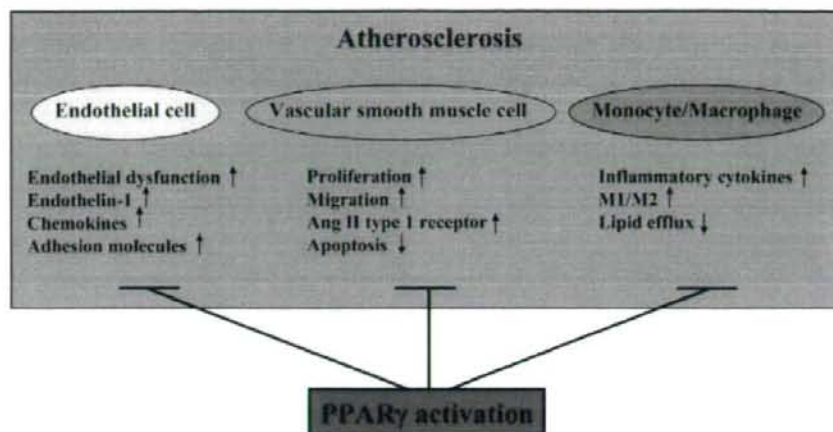 Atherosclerosis
Endothelial cell
Vascular smooth muscle cell
Monocyte/Macrophage
Endothelial dysfunction ↑
Endothelin-1 ↑
Chemokines ↑
Adhesion molecules ↑
Proliferation ↑
Migration ↑
Ang II type 1 receptor ↑
Apoptosis ↓
Inflammatory cytokines ↑
M1/M2 ↑
Lipid efflux ↓
PPARγ activation